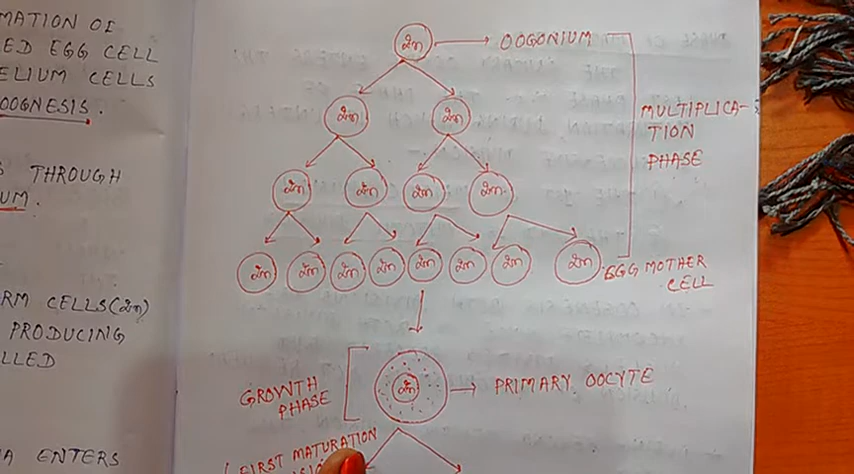 MATION OF
ED EGG CELL
ELIUM CELLS
OOGNESIS.
THROUGH
UM.
RM CELLS (2n)
PRODUCING
LLED
A ENTERS
2n → OOGONIUM
MULTIPLICA-
TION
PHASE
2n 2n
2n 2n 2n 2n
2n 2n 2n 2n 2n 2n 2n 2n
EGG MOTHER
CELL
GROWTH
PHASE
2n → PRIMARY OOCYTE
FIRST MATURATION